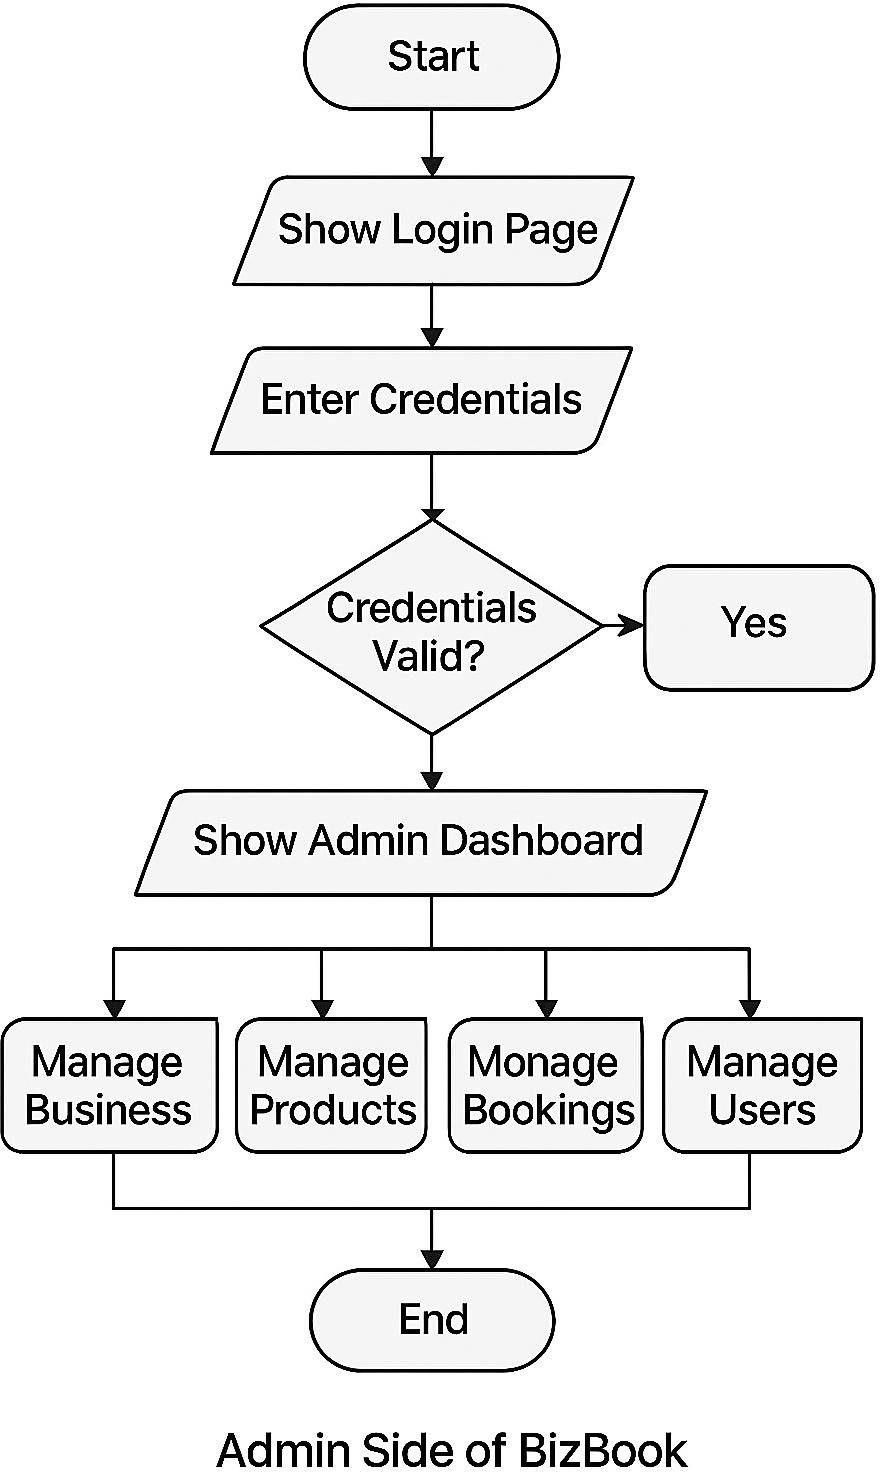 Start
Show Login Page
Enter Credentials
Credentials
Valid?
Yes
Show Admin Dashboard
Manage
Business
Manage
Products
Monage
Bookings
Manage
Users
End
Admin Side of BizBook